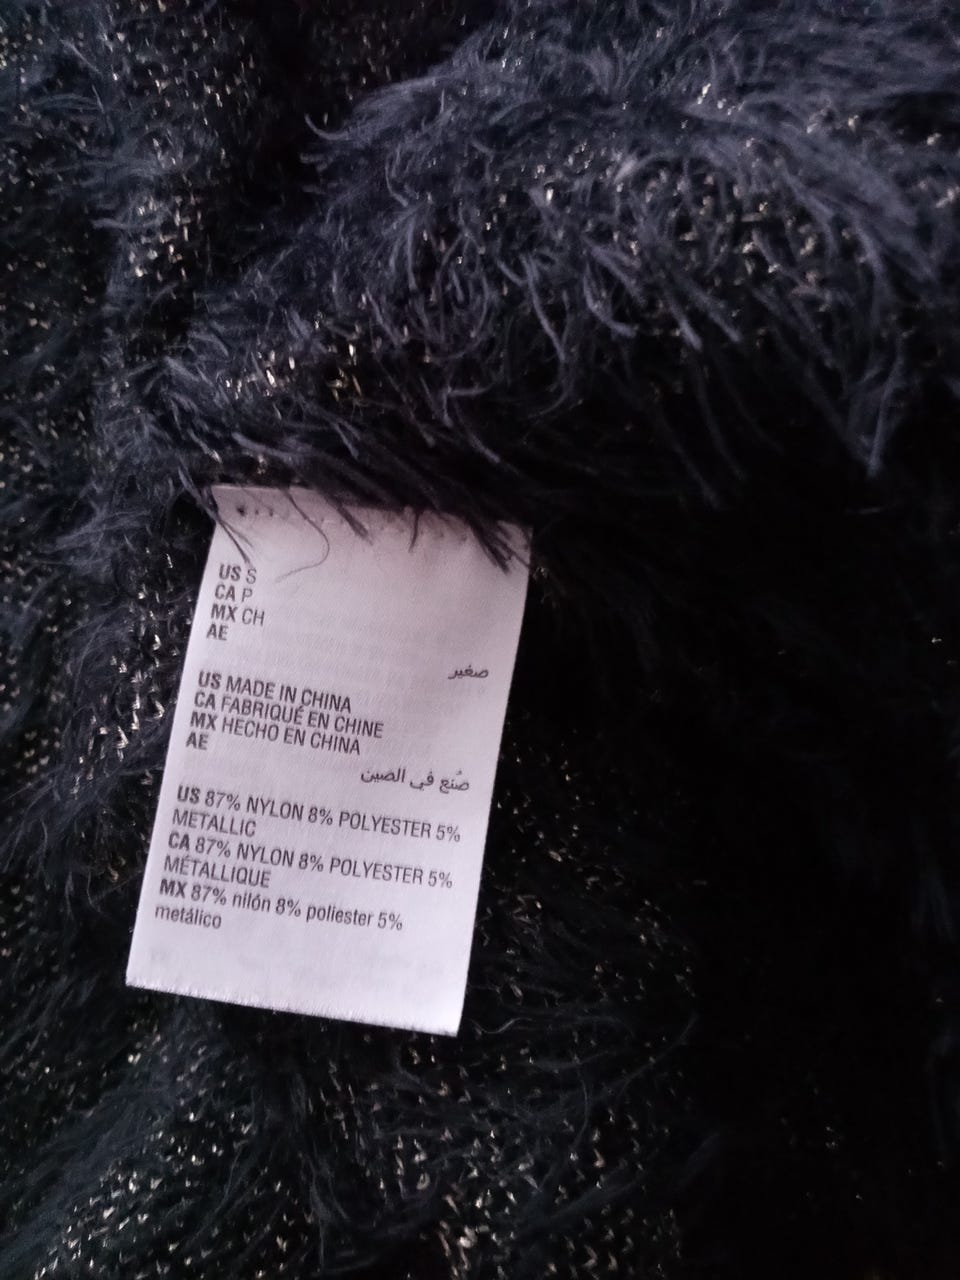 US S
CA P
MX CH
AE
صغير
US MADE IN CHINA
CA FABRIQUÉ EN CHINE
MX HECHO EN CHINA
AE
صُنع في الصين
US 87% NYLON 8% POLYESTER 5%
METALLIC
CA 87% NYLON 8% POLYESTER 5%
MÉTALLIQUE
MX 87% nilón 8% poliester 5%
metálico